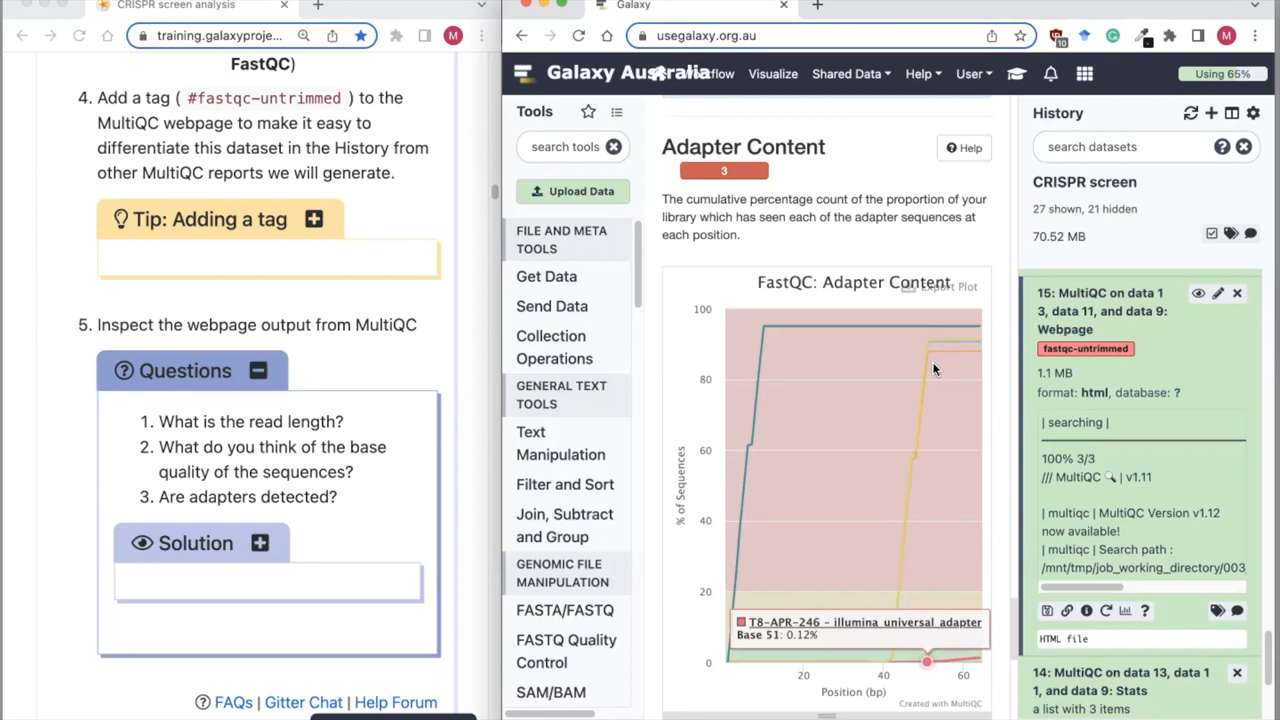 CRISPR screen analysis
Galaxy
training.galaxyproje...
M
usegalaxy.org.au
10
M
FastQC)
4. Add a tag ( #fastqc-untrimmed ) to the
MultiQC webpage to make it easy to
differentiate this dataset in the History from
other MultiQC reports we will generate.
Tip: Adding a tag
5. Inspect the webpage output from MultiQC
Questions
1. What is the read length?
2. What do you think of the base
quality of the sequences?
3. Are adapters detected?
Solution
FAQs | Gitter Chat | Help Forum
Galaxy Australia
Visualize
Shared Data
Help
User
Using 65%
Tools
search tools
Upload Data
FILE AND META
TOOLS
Get Data
Send Data
Collection
Operations
GENERAL TEXT
TOOLS
Text
Manipulation
Filter and Sort
Join, Subtract
and Group
GENOMIC FILE
MANIPULATION
FASTA/FASTQ
FASTQ Quality
Control
SAM/BAM
Adapter Content
Help
3
The cumulative percentage count of the proportion of your
library which has seen each of the adapter sequences at
each position.
FastQC: Adapter Content
Export Plot
100
80
60
40
20
0
% of Sequences
T8-APR-246 - illumina_universal_adapter
Base 51: 0.12%
20
40
60
Position (bp)
Created with MultiQC
History
search datasets
CRISPR screen
27 shown, 21 hidden
70.52 MB
15: MultiQC on data 1
3, data 11, and data 9:
Webpage
fastqc-untrimmed
1.1 MB
format: html, database: ?
| searching |
100% 3/3
/// MultiQC 🔍 | v1.11
| multiqc | MultiQC Version v1.12
now available!
| multiqc | Search path :
/mnt/tmp/job_working_directory/003
HTML file
14: MultiQC on data 13, data 1
1, and data 9: Stats
a list with 3 items